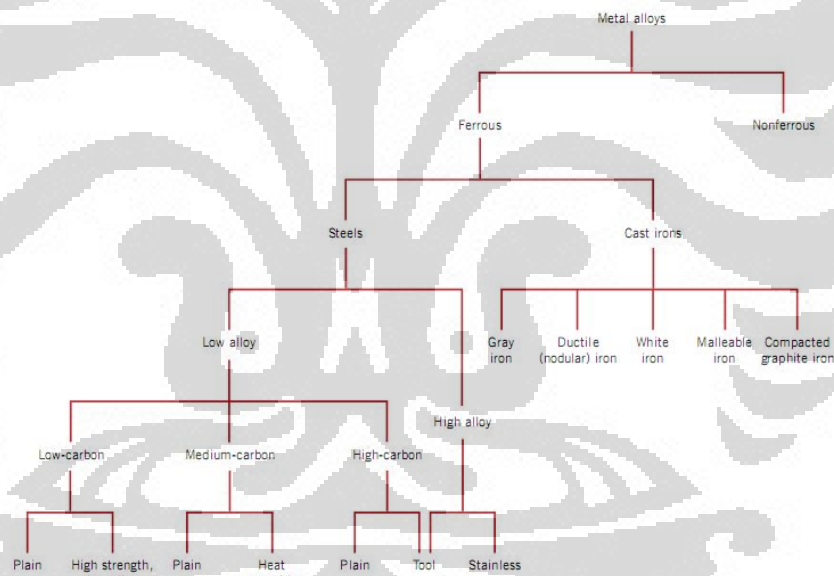 Metal alloys
Ferrous
Nonferrous
Steels
Cast irons
Gray
iron
Ductile
(nodular) iron
White
iron
Malleable
iron
Compacted
graphite iron
Low alloy
High alloy
Low-carbon
Medium-carbon
High-carbon
Plain
High strength,
Plain
Heat
Plain
Tool
Stainless